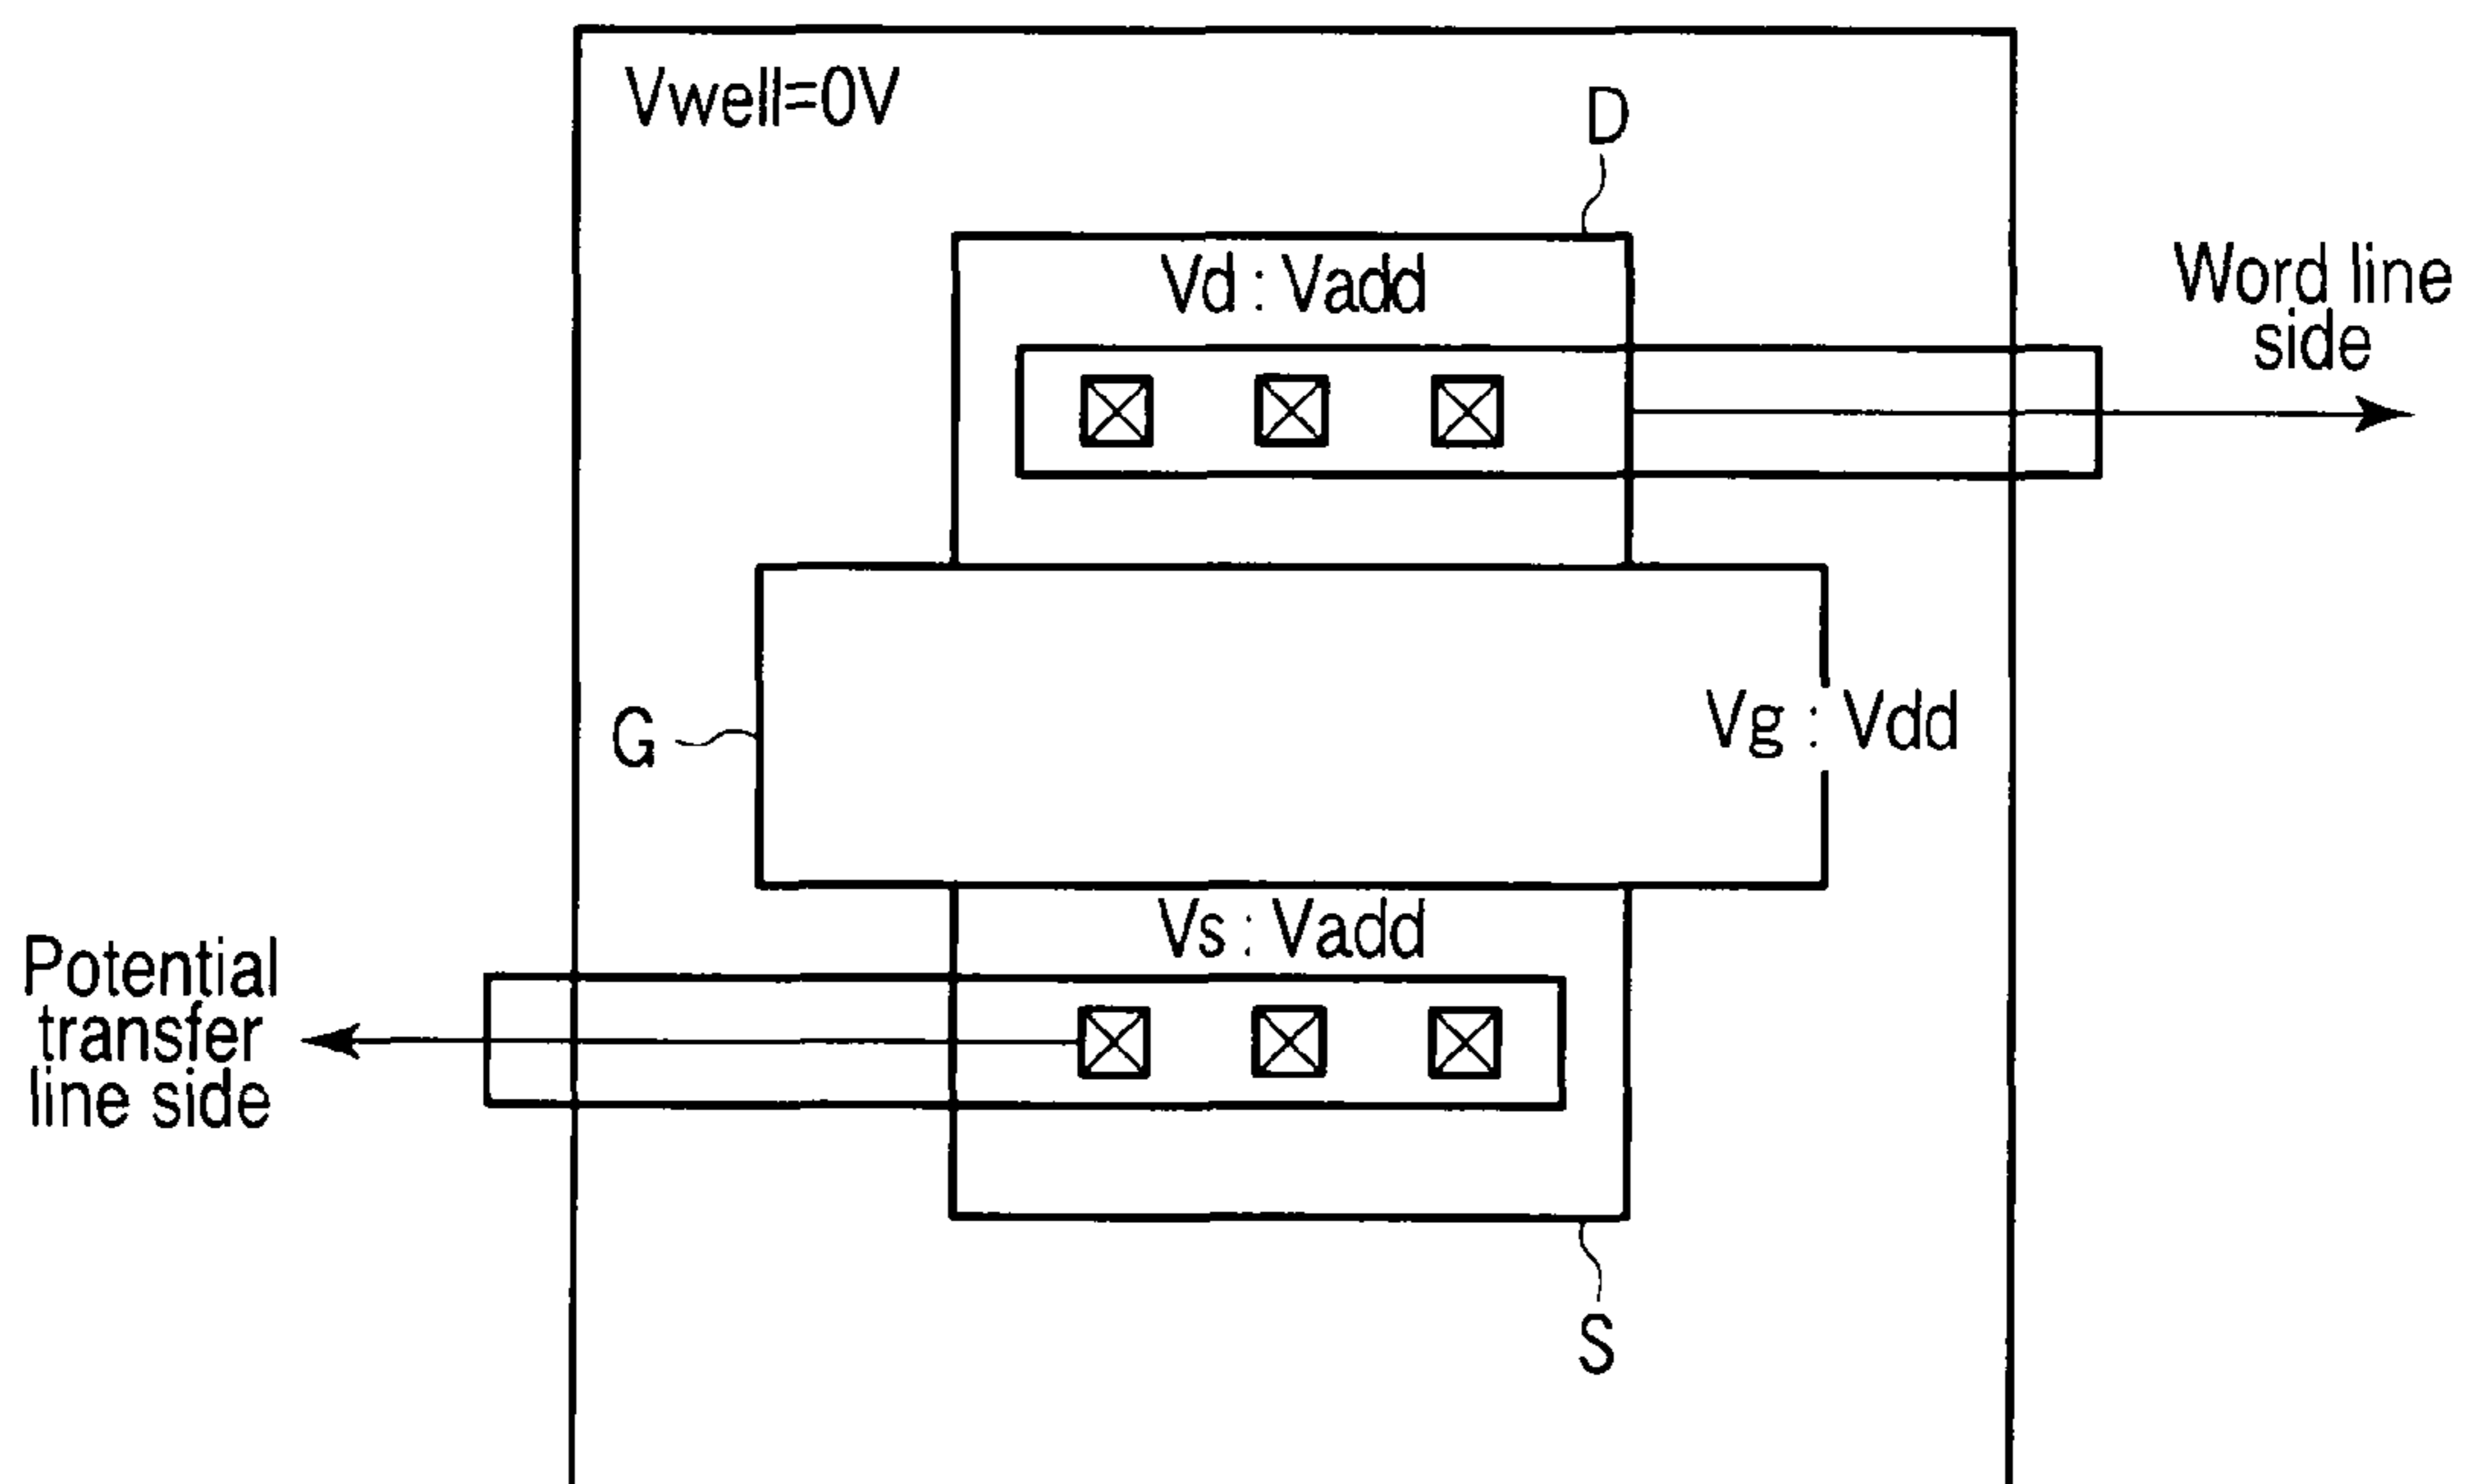 Vwell=0V
D
Vd : Vadd
Word line
side
G
Vg : Vdd
Vs : Vadd
Potential
transfer
line side
S